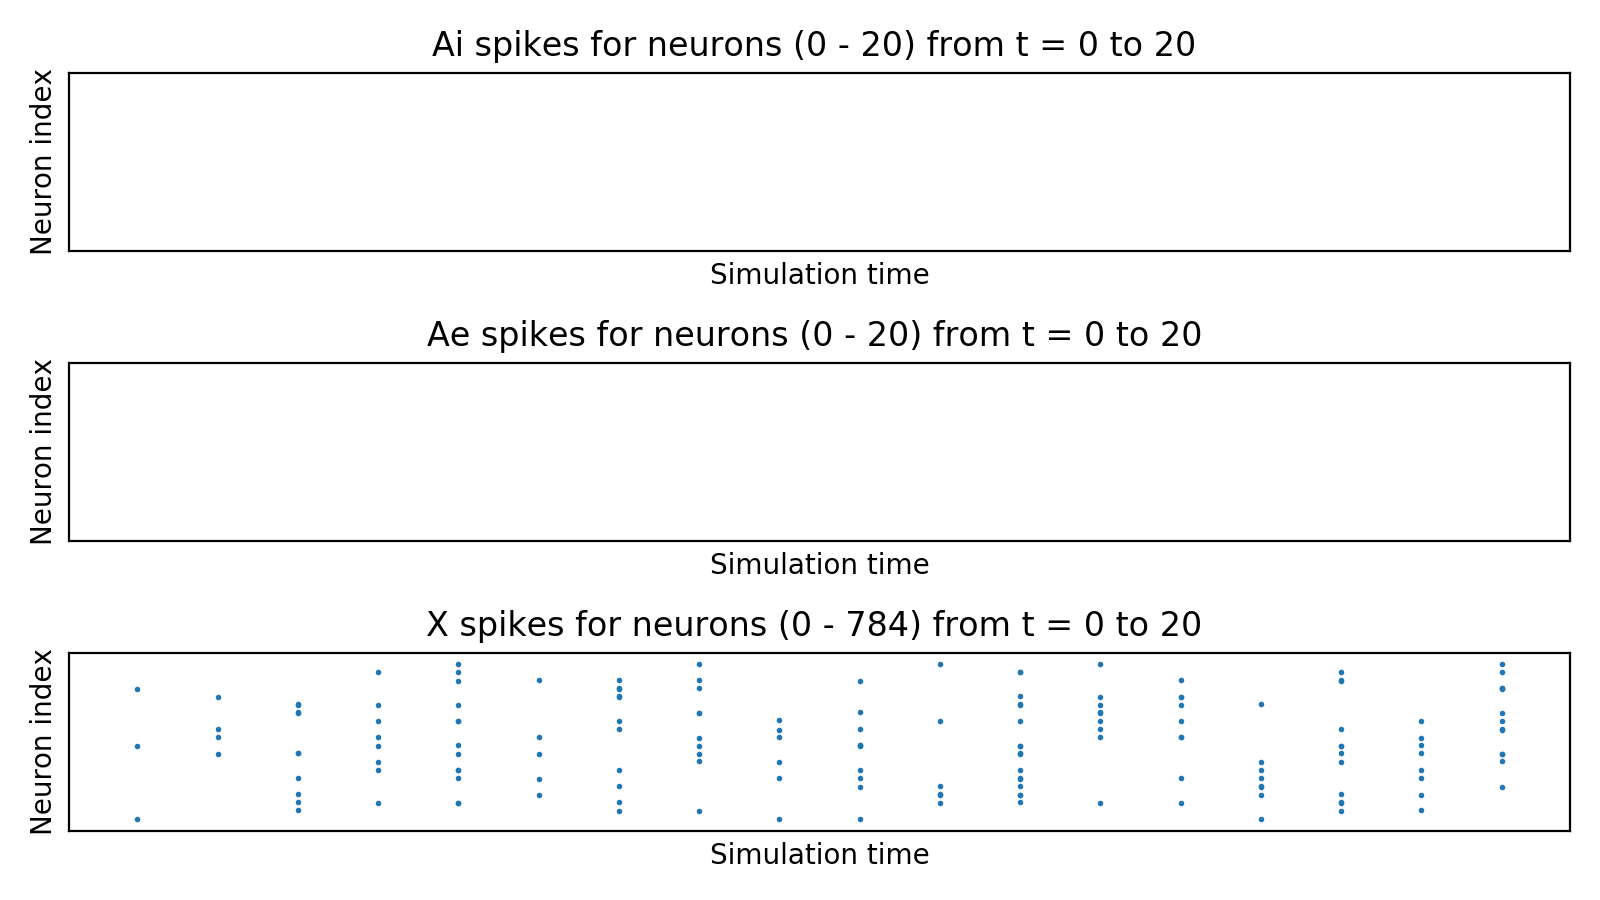 Ai spikes for neurons (0 - 20) from t = 0 to 20
Neuron index
Simulation time
Ae spikes for neurons (0 - 20) from t = 0 to 20
Neuron index
Simulation time
X spikes for neurons (0 - 784) from t = 0 to 20
Neuron index
Simulation time